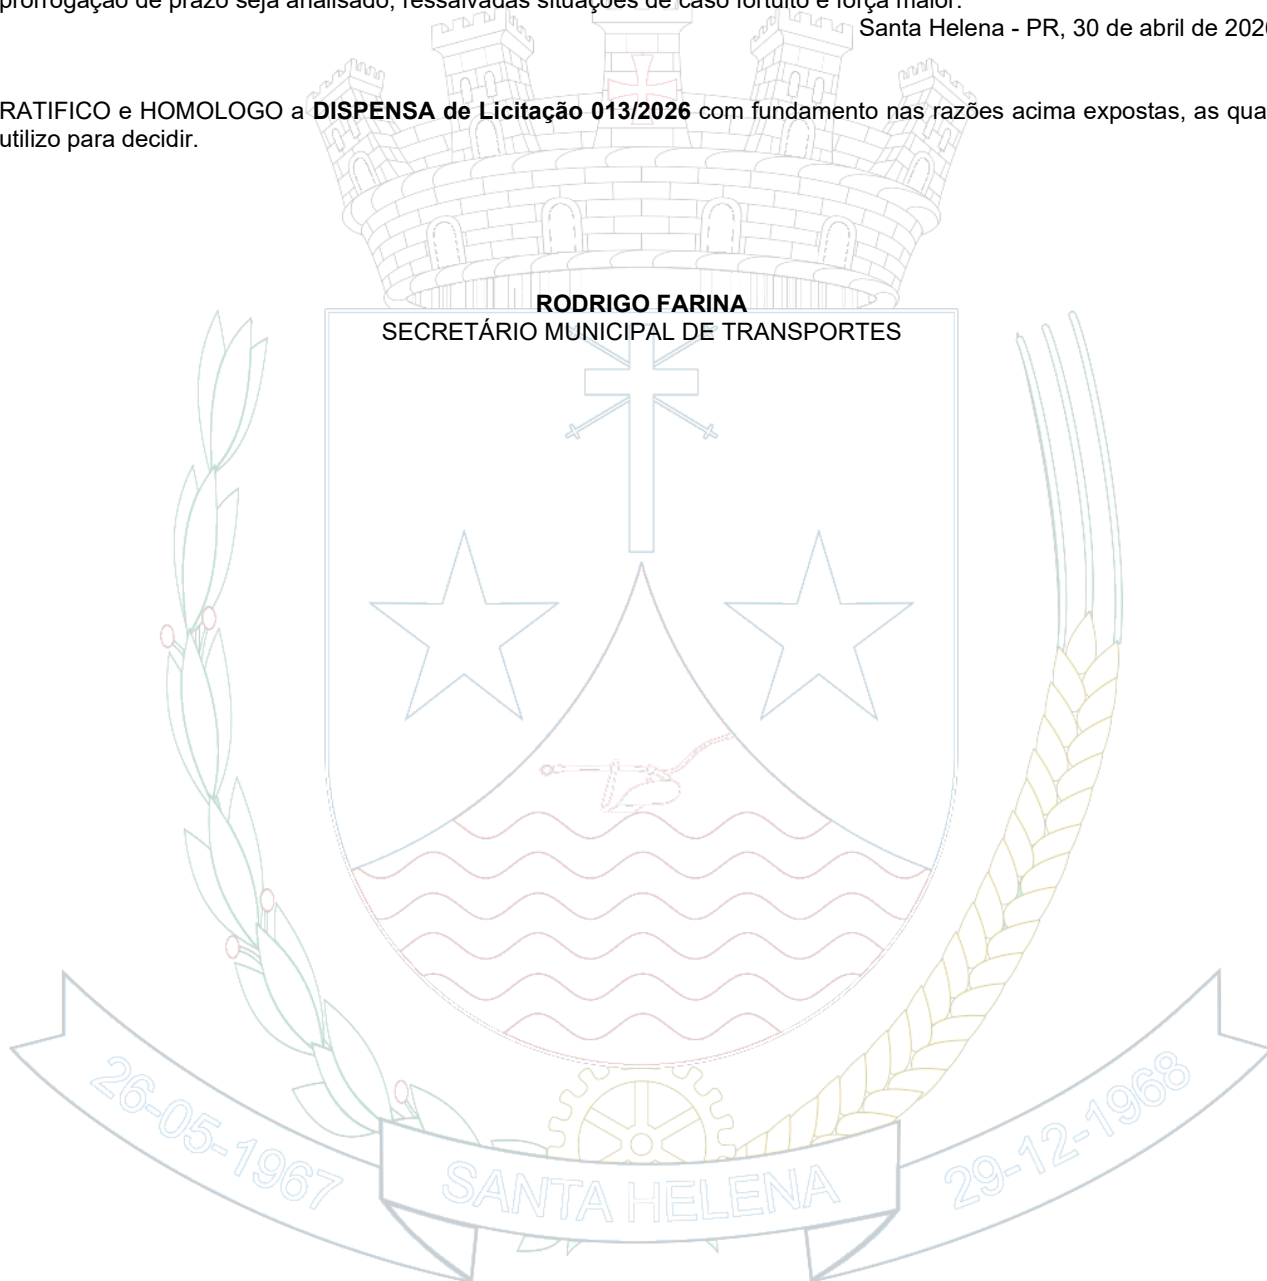 prorrogação de prazo seja analisado, ressalvadas situações de caso fortuito e força maior.
Santa Helena - PR, 30 de abril de 2026
RATIFICO e HOMOLOGO a DISPENSA de Licitação 013/2026 com fundamento nas razões acima expostas, as qua
utilizo para decidir.
RODRIGO FARINA
SECRETÁRIO MUNICIPAL DE TRANSPORTES
26-05-1967
SANTA HELENA
29-12-1968